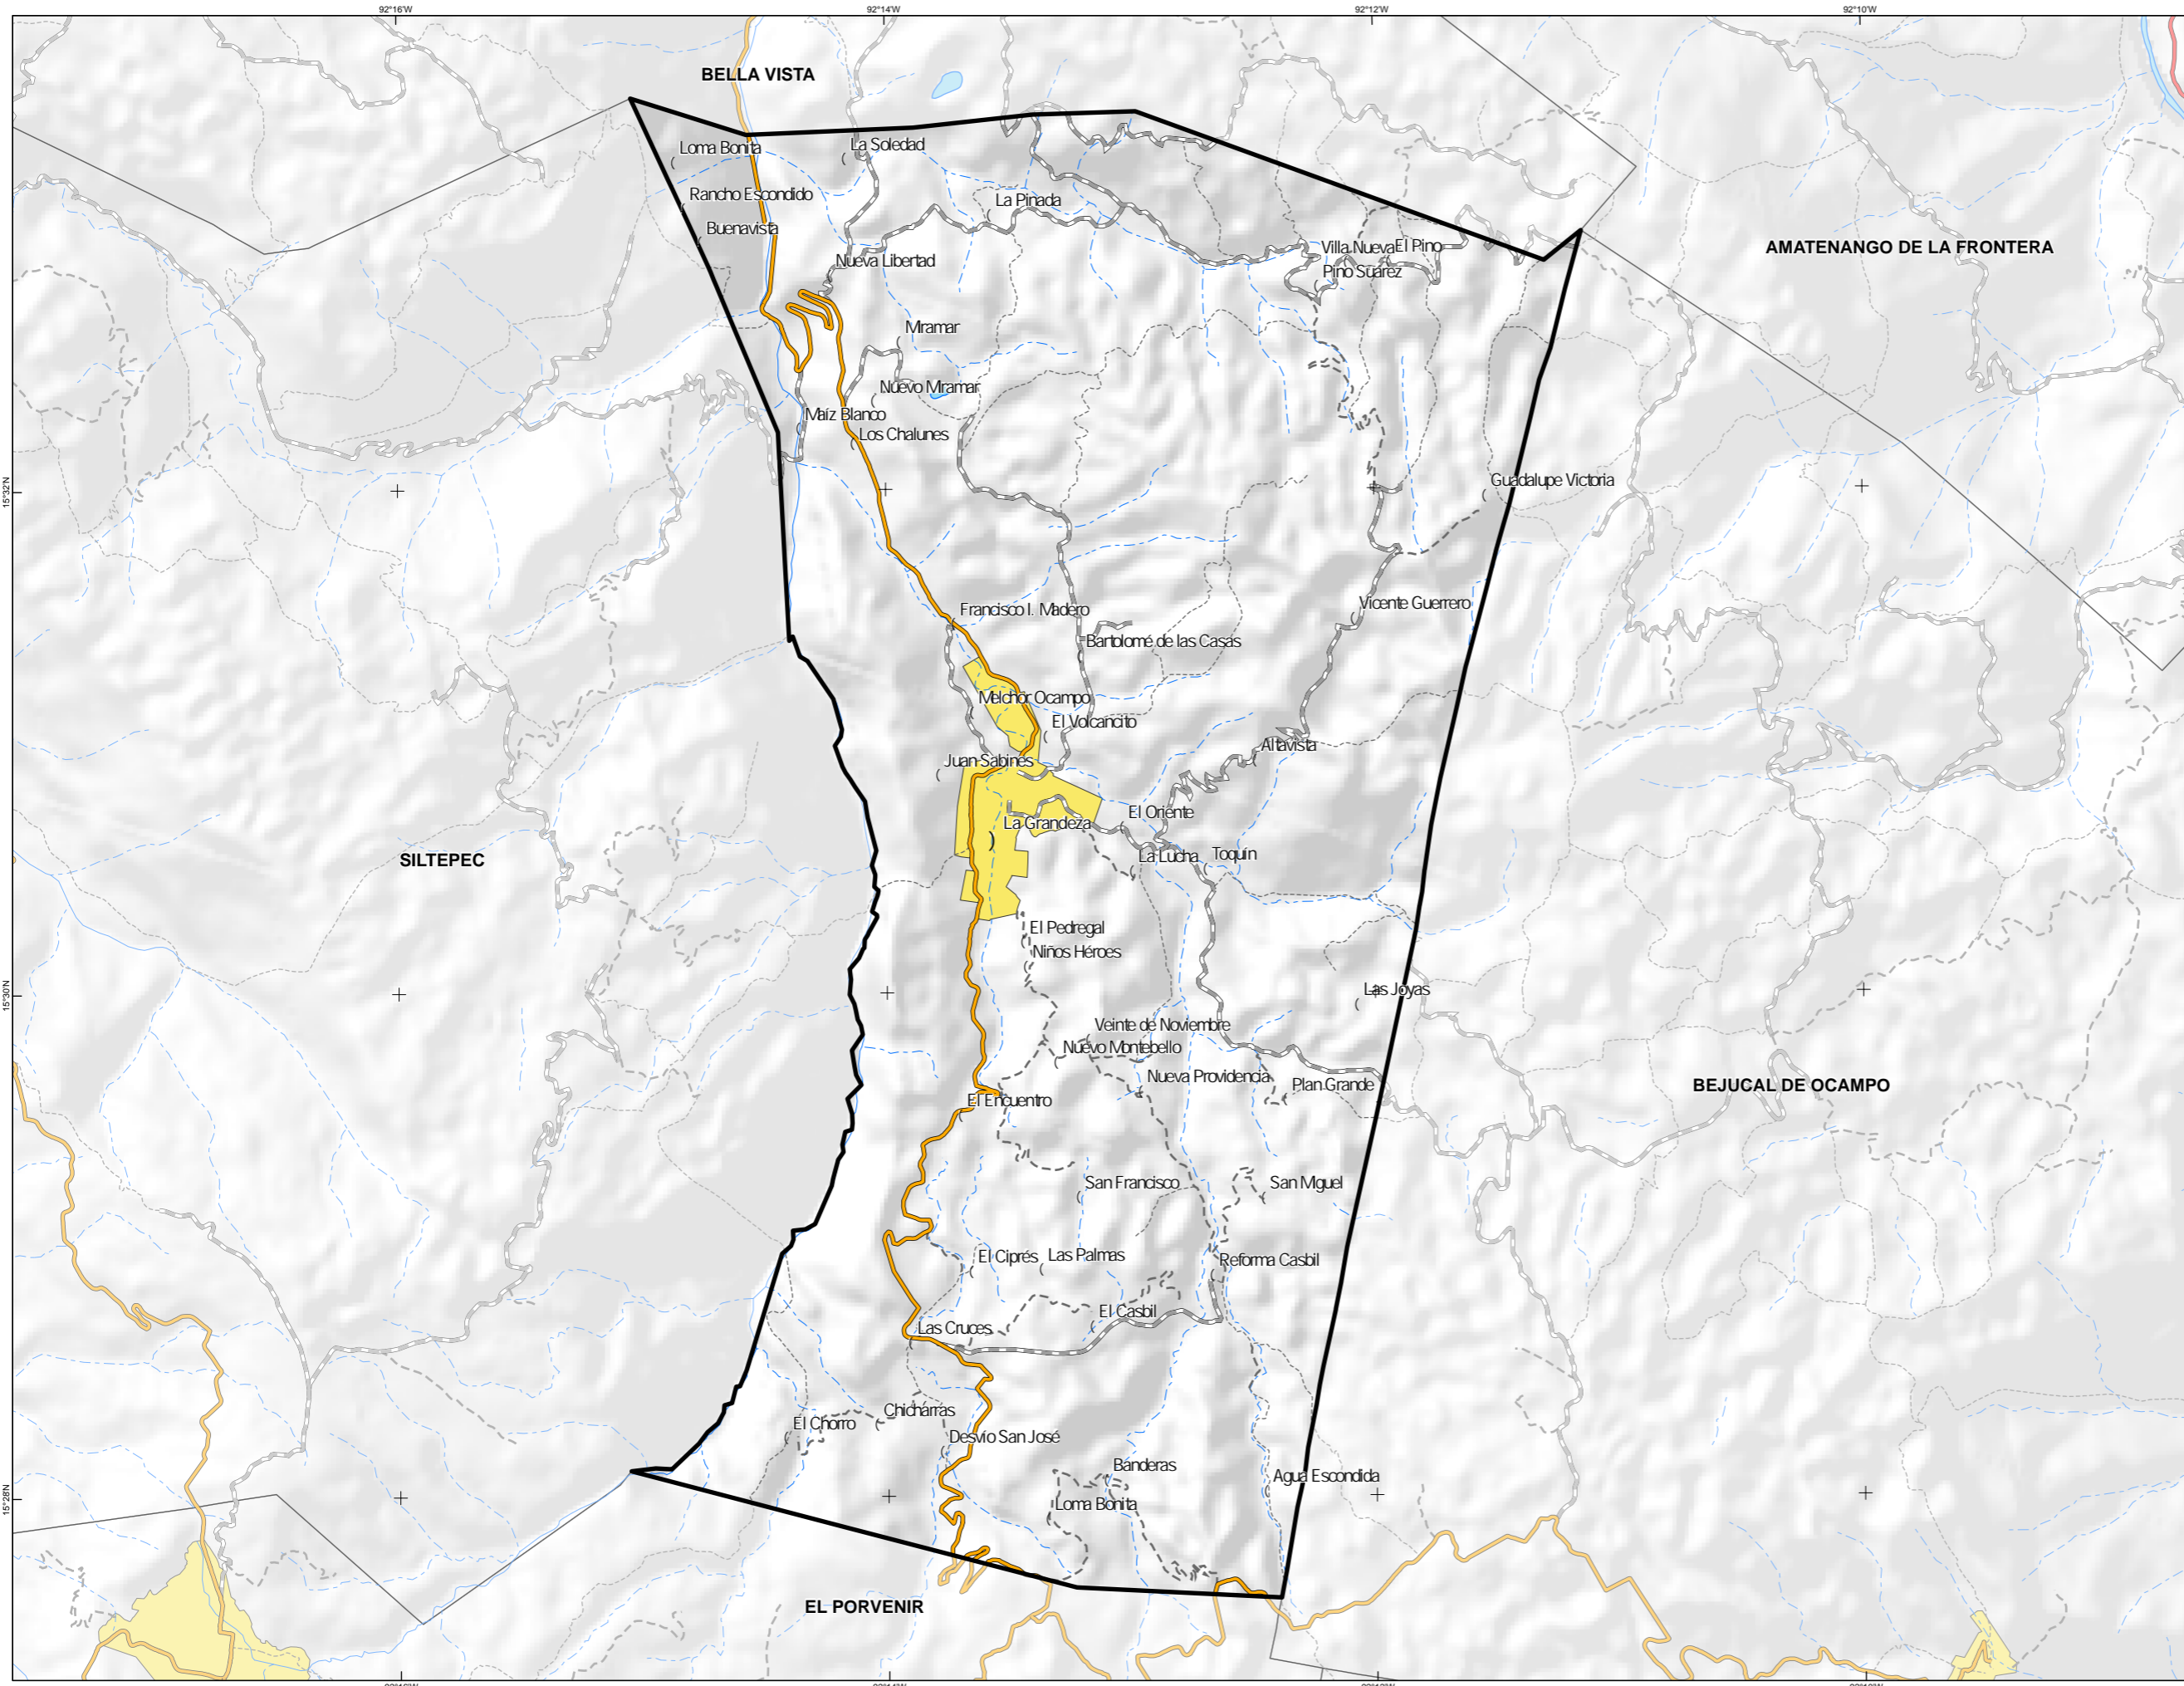 92°16'W
92°14'W
92°12'W
92°10'W
BELLA VISTA
Loma Bonita
La Soledad
Rancho Escondido
La Pinada
Buenavista
Villa Nueva
El Pino
AMATENANGO DE LA FRONTERA
Nueva Libertad
Pino Suárez
Miramar
Nuevo Miramar
Maíz Blanco
Los Chalunes
15°32'N
Guadalupe Victoria
Francisco I. Madero
Vicente Guerrero
Bartolomé de las Casas
Melchor Ocampo
El Volcancito
Altavista
Juan Sabines
El Oriente
La Grandeza
SILTEPEC
La Lucha
Toquín
El Pedregal
Niños Héroes
15°30'N
Las Joyas
Veinte de Noviembre
Nuevo Montebello
Nueva Providencia
Plan Grande
BEJUCAL DE OCAMPO
El Encuentro
San Francisco
San Miguel
El Ciprés
Las Palmas
Reforma Casbil
El Casbil
Las Cruces
Chicharras
El Chorro
Desvío San José
Banderas
Agua Escondida
15°28'N
Loma Bonita
EL PORVENIR